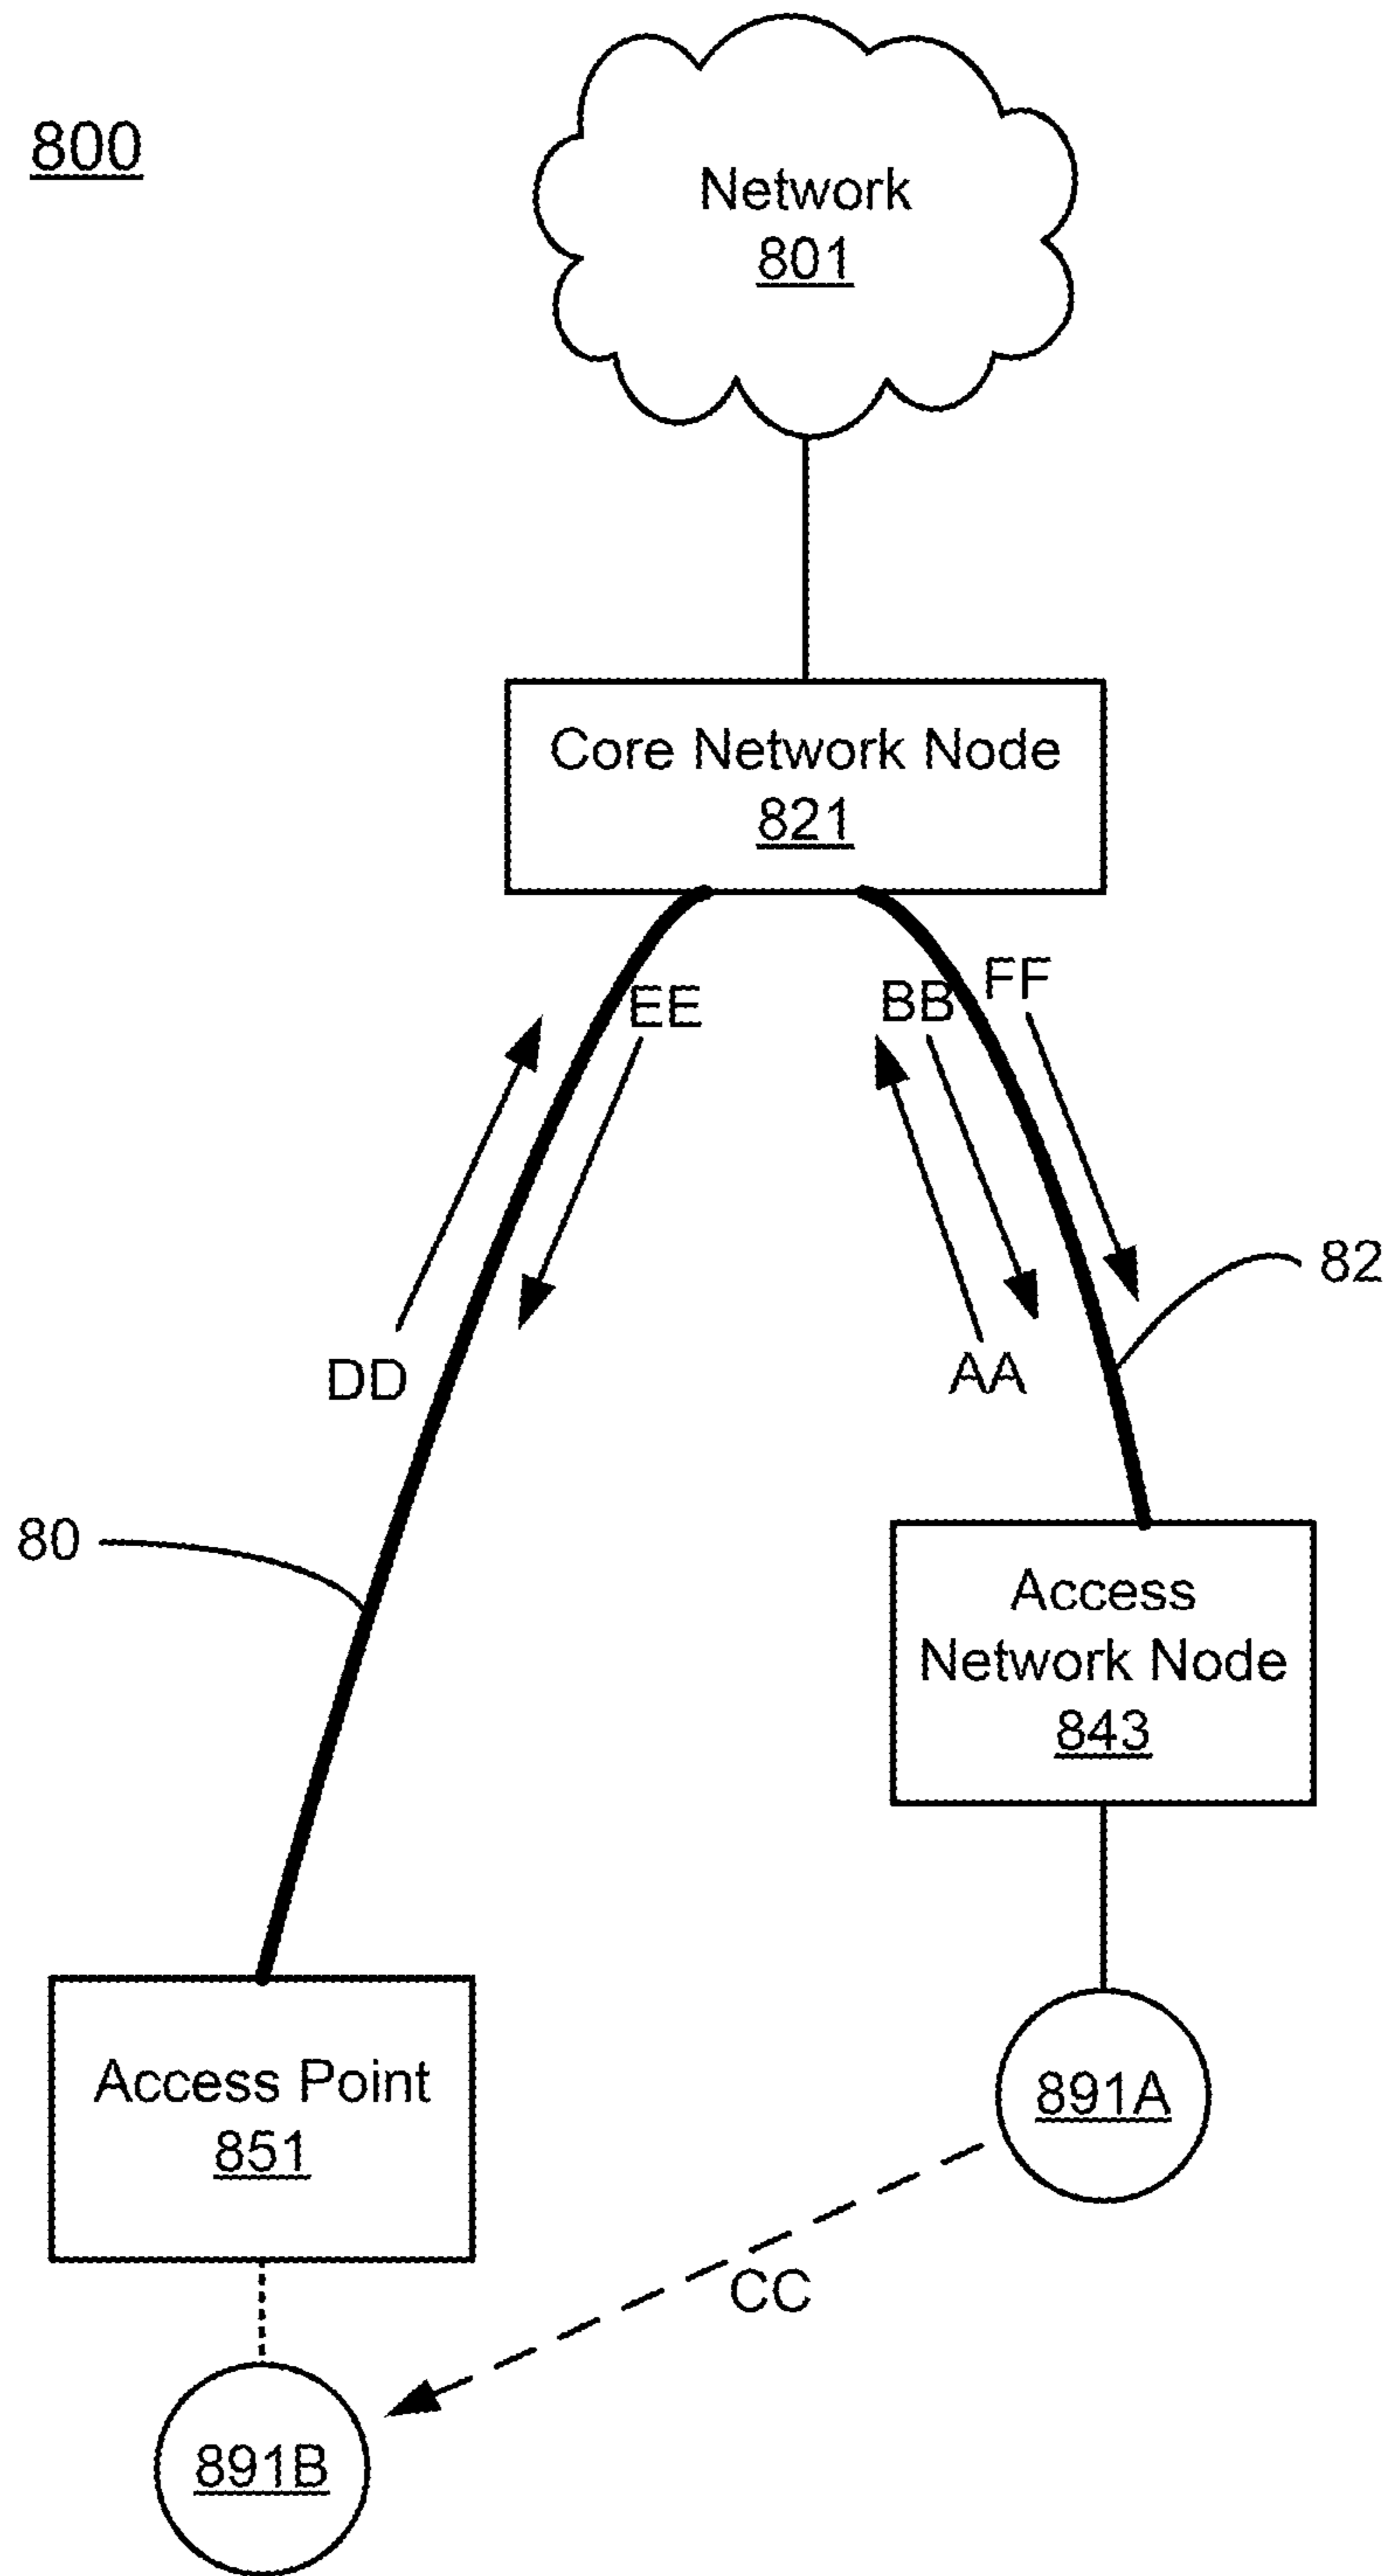 800
Network
801
Core Network Node
821
EE
BB
FF
82
DD
AA
80
Access
Network Node
843
Access Point
851
891A
CC
891B